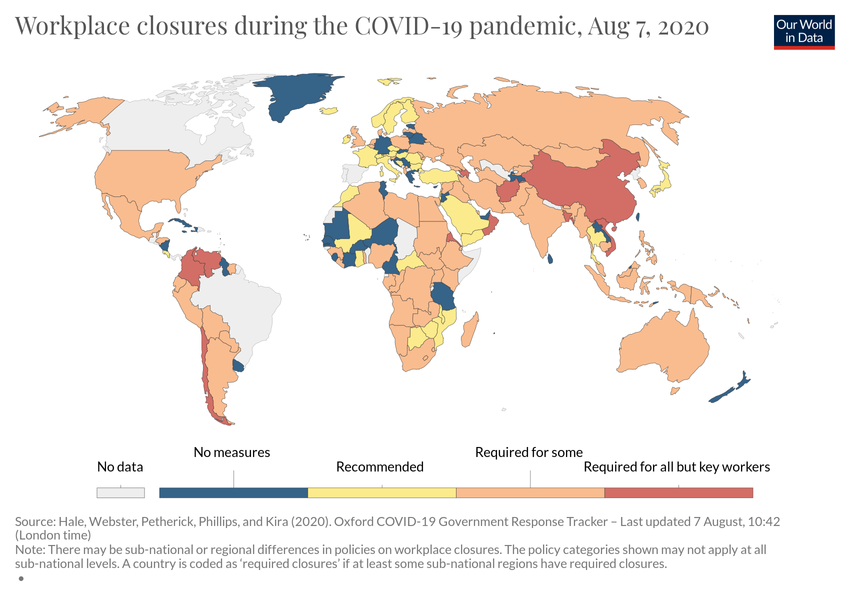 Workplace closures during the COVID-19 pandemic, Aug 7, 2020
Our World
in Data
No data
No measures
Recommended
Required for some
Required for all but key workers
Source: Hale, Webster, Petherick, Phillips, and Kira (2020). Oxford COVID-19 Government Response Tracker – Last updated 7 August, 10:42
(London time)
Note: There may be sub-national or regional differences in policies on workplace closures. The policy categories shown may not apply at all
sub-national levels. A country is coded as 'required closures' if at least some sub-national regions have required closures.